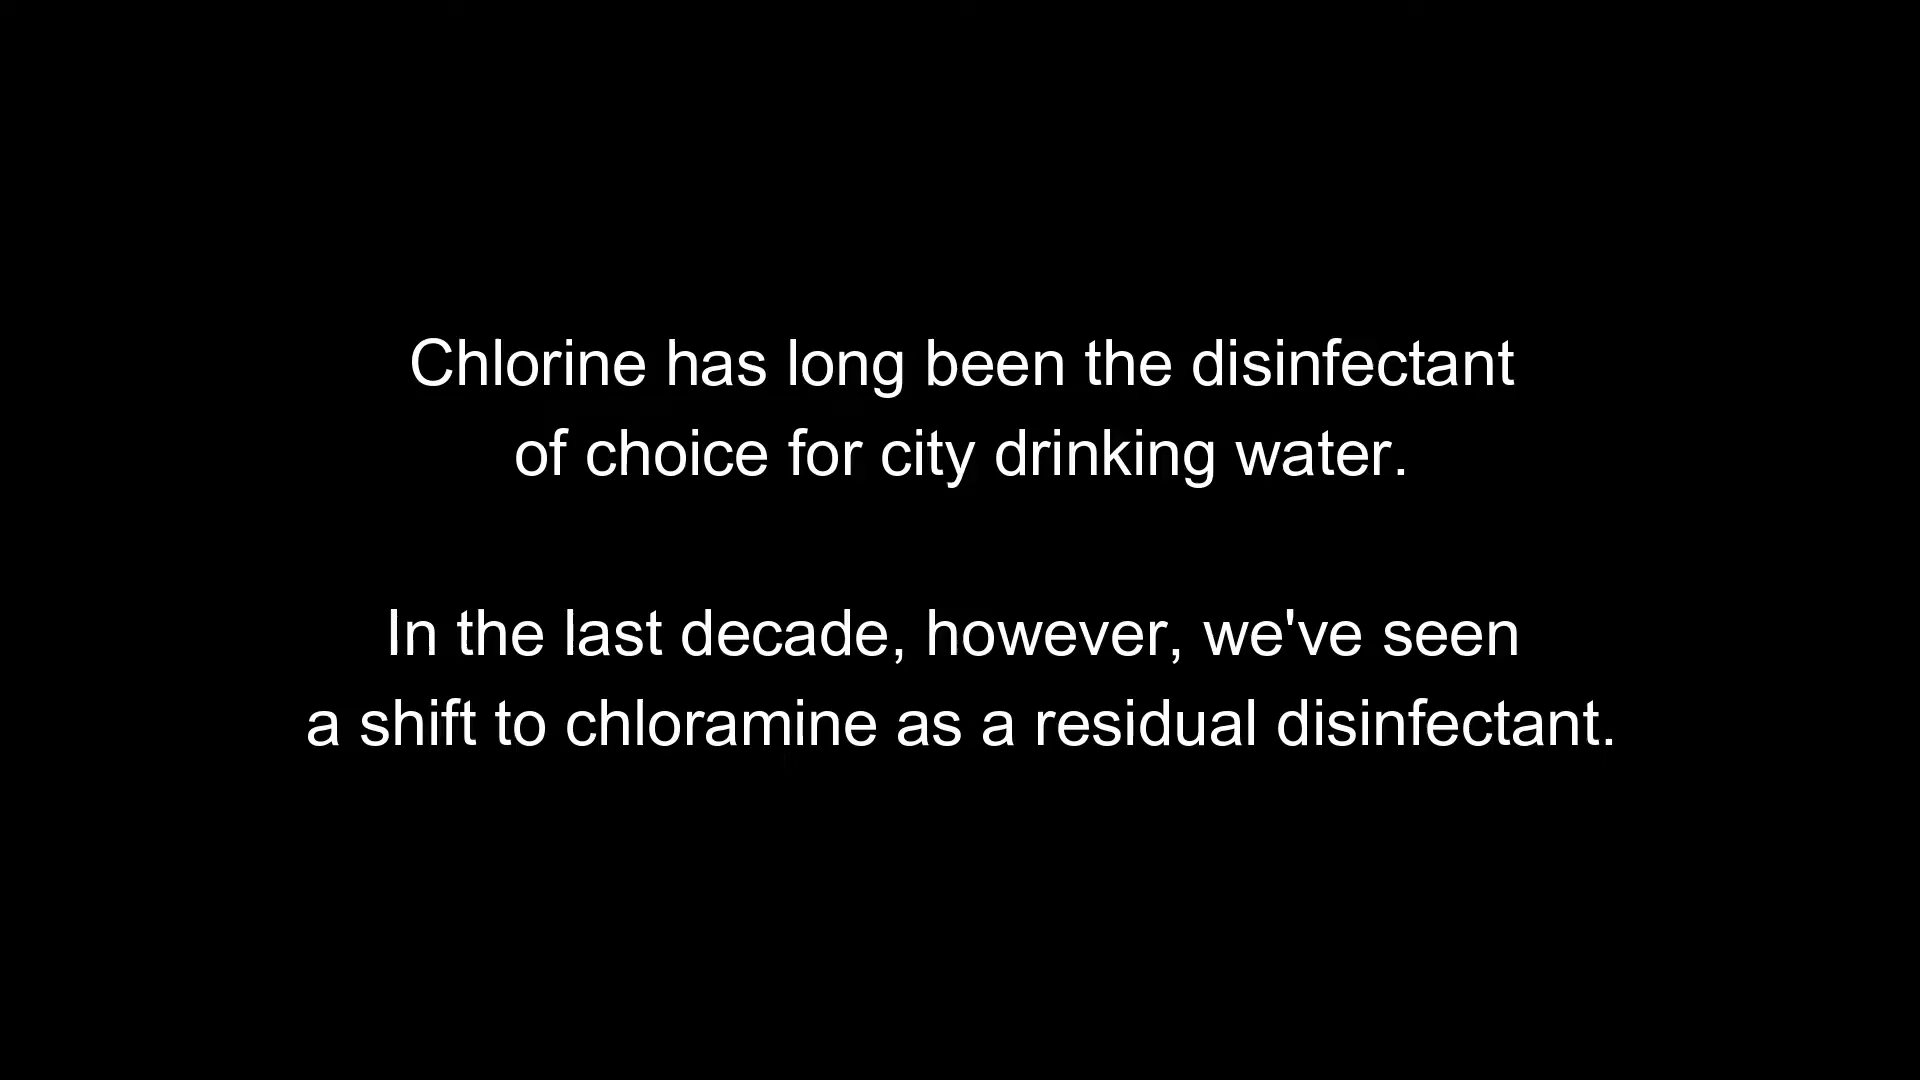 Chlorine has long been the disinfectant
of choice for city drinking water.
In the last decade, however, we've seen
a shift to chloramine as a residual disinfectant.